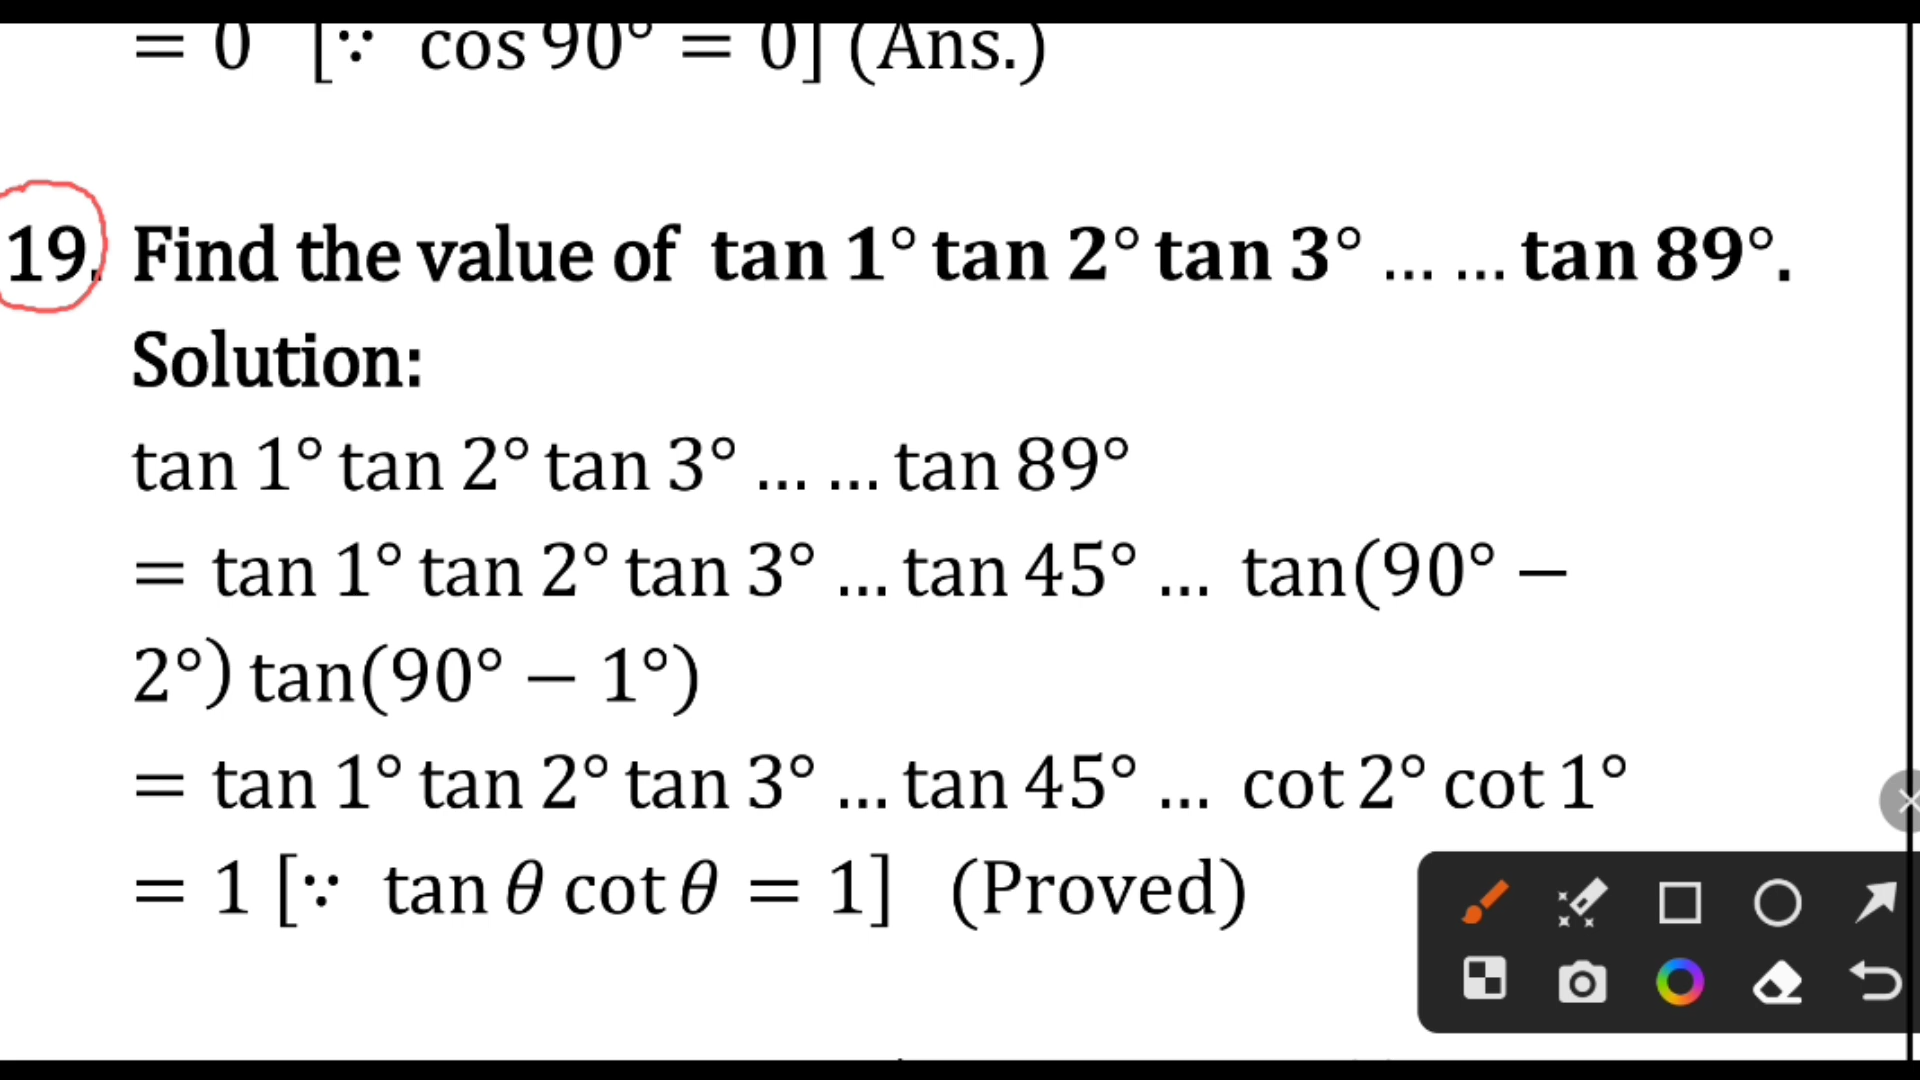 = 0 [∵ cos 90° = 0] (Ans.)
19. Find the value of tan 1° tan 2° tan 3° ... ... tan 89°.
Solution:
tan 1° tan 2° tan 3° ... ... tan 89°
= tan 1° tan 2° tan 3° ... tan 45° ... tan(90° −
2°) tan(90° − 1°)
= tan 1° tan 2° tan 3° ... tan 45° ... cot 2° cot 1°
= 1 [∵ tan θ cot θ = 1] (Proved)